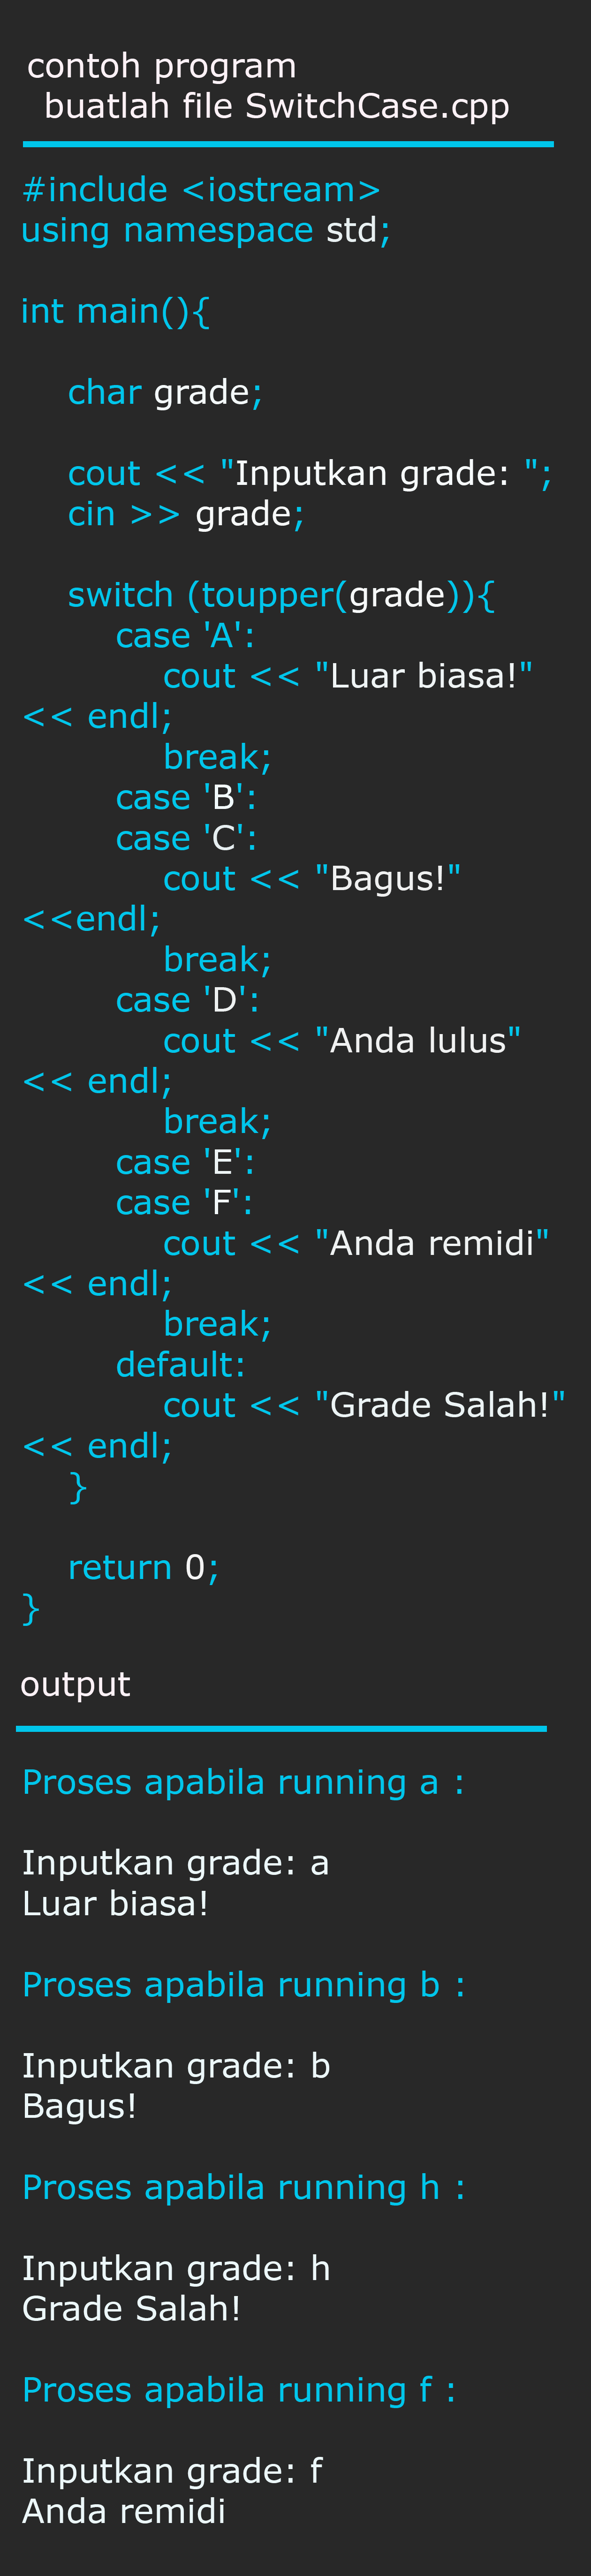 contoh program
buatlah file SwitchCase.cpp
#include <iostream>
using namespace std;
int main(){
char grade;
cout << "Inputkan grade: ";
cin >> grade;
switch (toupper(grade)){
case 'A':
cout << "Luar biasa!"
<< endl;
break;
case 'B':
case 'C':
cout << "Bagus!"
<<endl;
break;
case 'D':
cout << "Anda lulus"
<< endl;
break;
case 'E':
case 'F':
cout << "Anda remidi"
<< endl;
break;
default:
cout << "Grade Salah!"
<< endl;
}
return 0;
}
output
Proses apabila running a :
Inputkan grade: a
Luar biasa!
Proses apabila running b :
Inputkan grade: b
Bagus!
Proses apabila running h :
Inputkan grade: h
Grade Salah!
Proses apabila running f :
Inputkan grade: f
Anda remidi